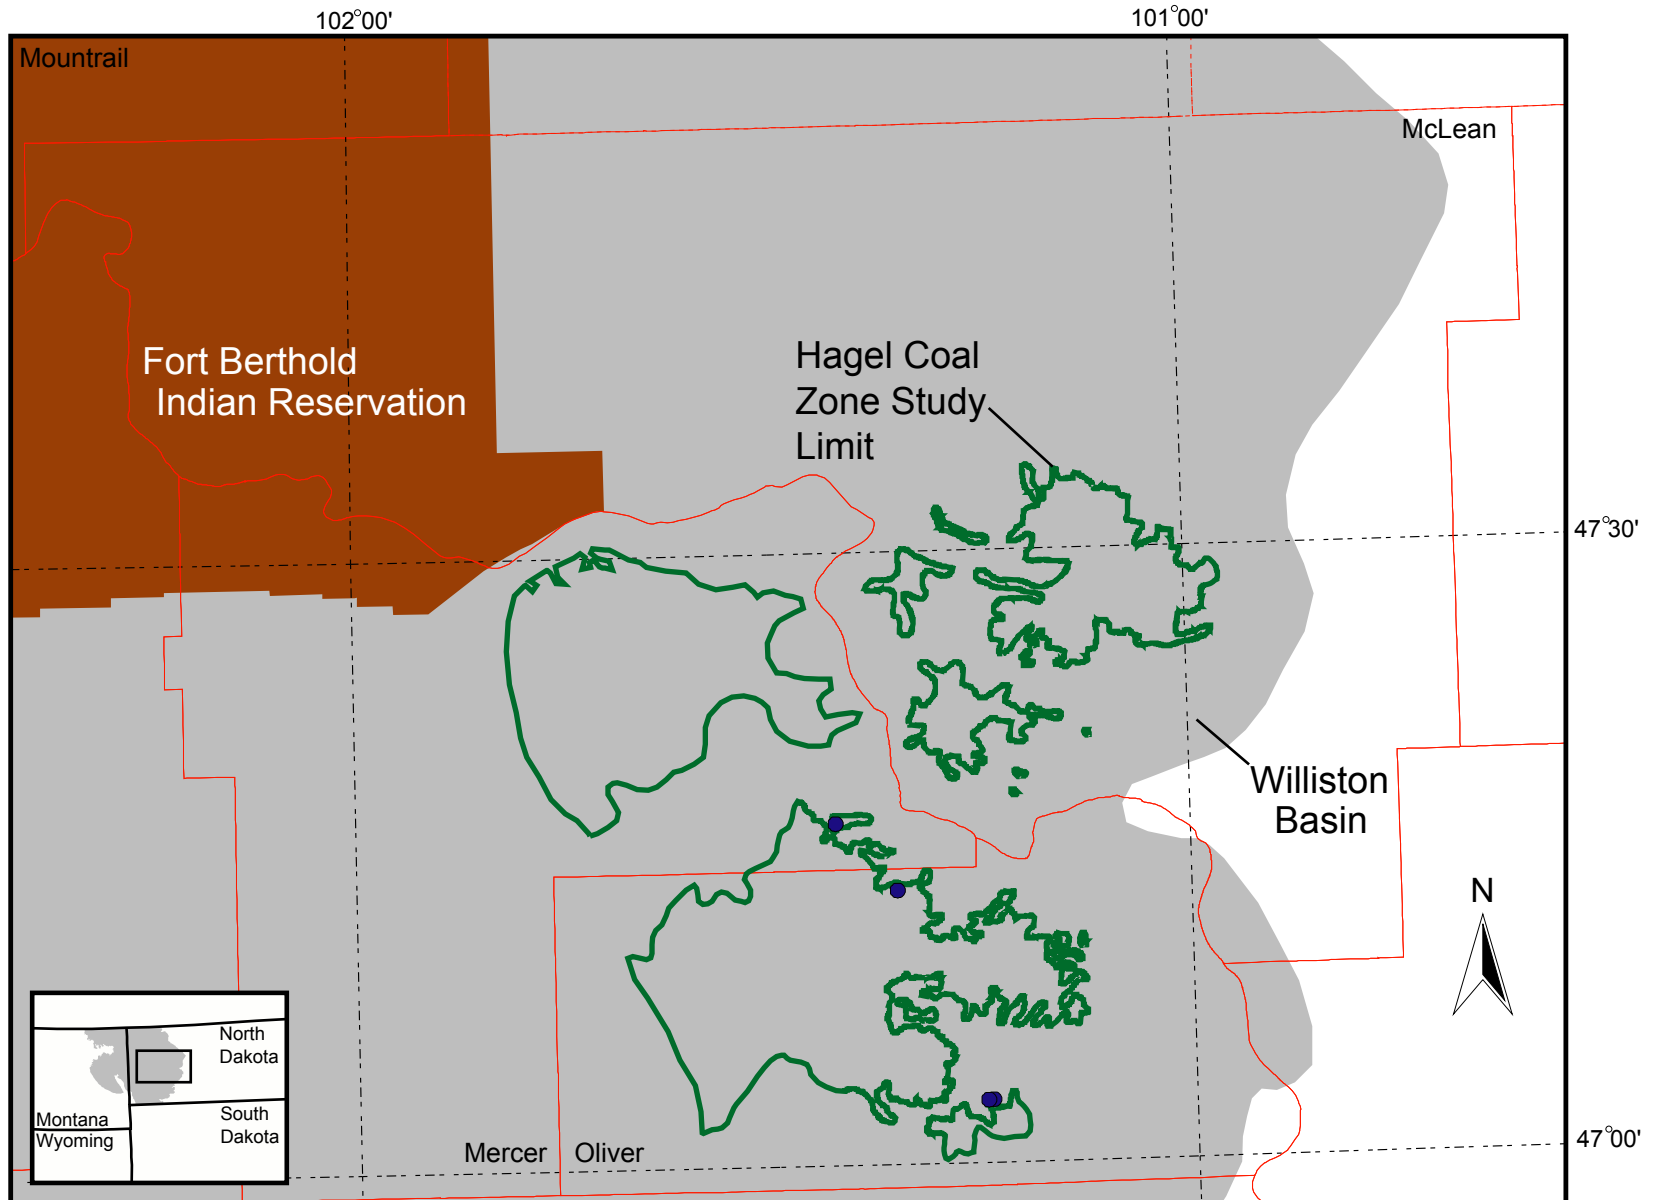 102°00'
101°00'
Mountrail
McLean
Fort Berthold
Indian Reservation
Hagel Coal
Zone Study
Limit
47°30'
Williston
Basin
N
North
Dakota
South
Dakota
Montana
Wyoming
Mercer
Oliver
47°00'